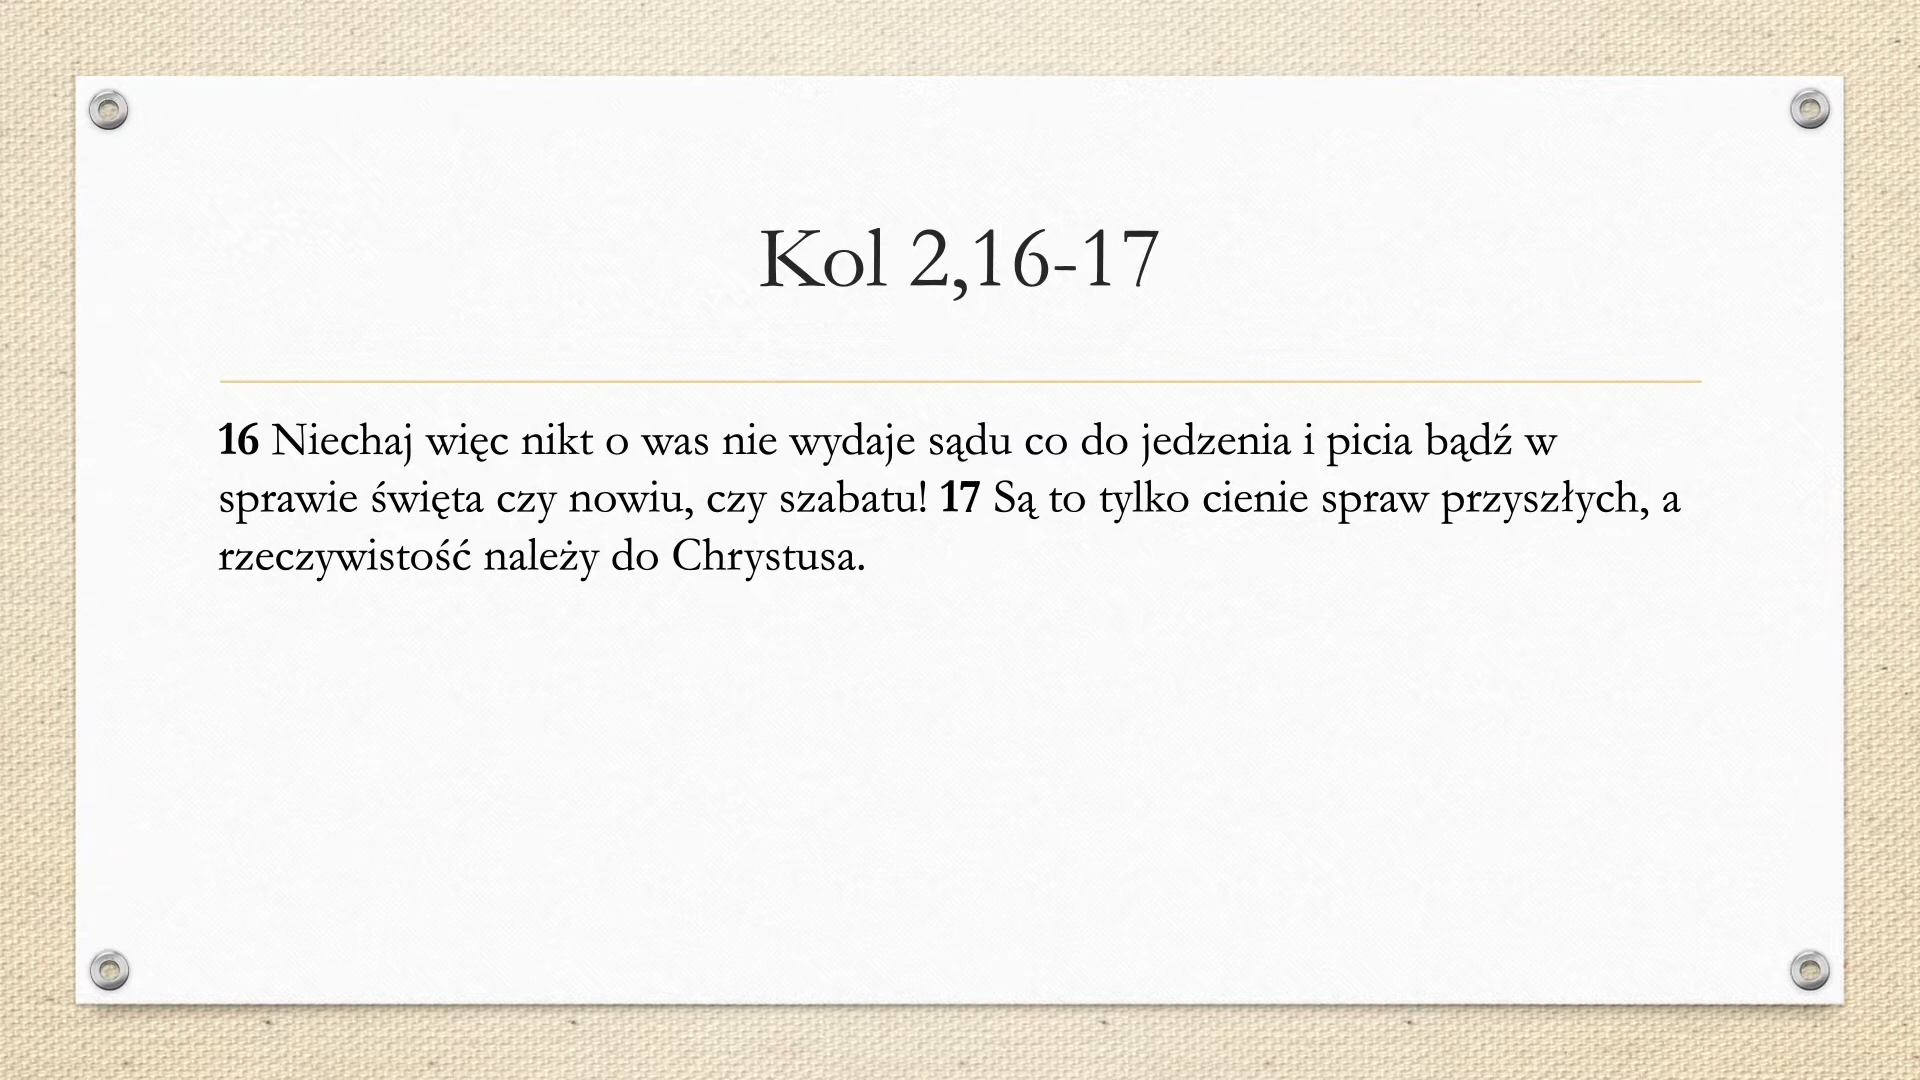 Kol 2,16-17
16 Niechaj więc nikt o was nie wydaje sądu co do jedzenia i picia bądź w
sprawie święta czy nowiu, czy szabatu! 17 Są to tylko cienie spraw przyszłych, a
rzeczywistość należy do Chrystusa.